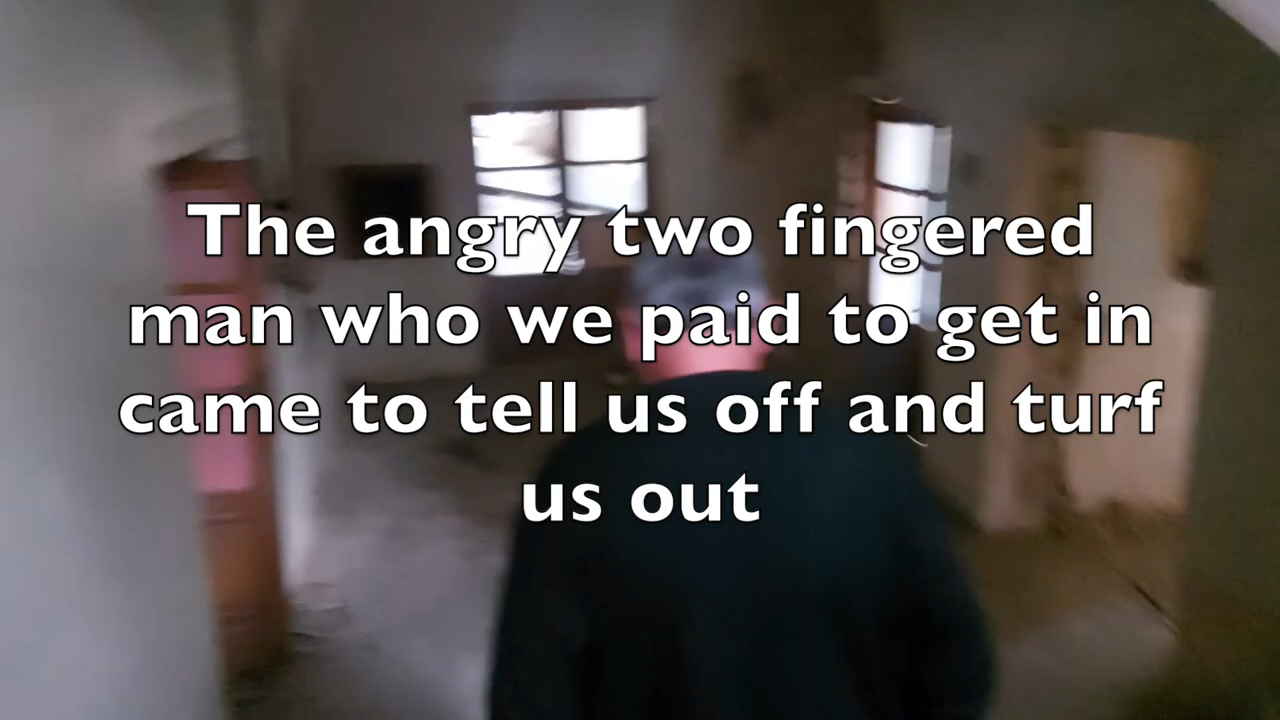 The angry two fingered
man who we paid to get in
came to tell us off and turf
us out